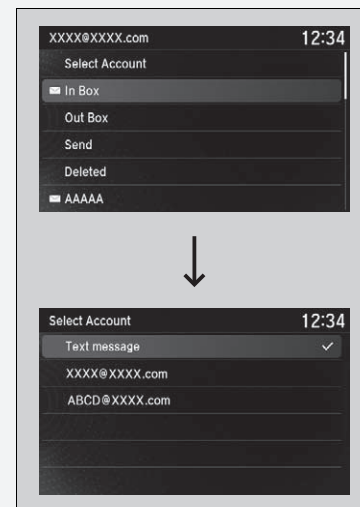 XXXX@XXXX.com 12:34
Select Account
In Box
Out Box
Send
Deleted
AAAAA
Select Account 12:34
Text message
XXXX@XXXX.com
ABCD@XXXX.com